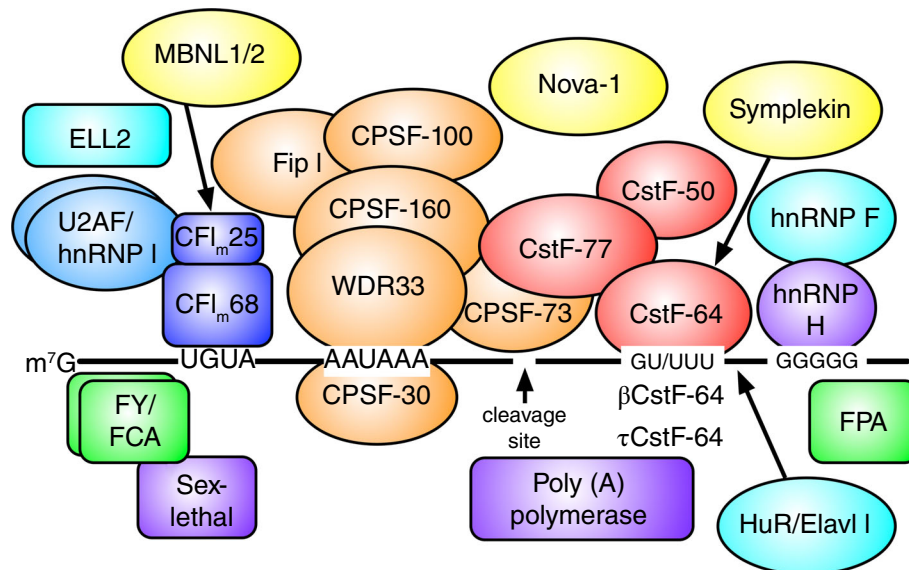 MBNL1/2
Nova-1
Symplekin
ELL2
Fip I
CPSF-100
CstF-50
U2AF/
hnRNP I
CFIm25
CPSF-160
CstF-77
hnRNP F
CFIm68
WDR33
CPSF-73
CstF-64
hnRNP
H
m⁷G
UGUA
AAUAAA
GU/UUU
GGGGG
FY/
FCA
CPSF-30
cleavage
site
βCstF-64
τCstF-64
FPA
Sex-
lethal
Poly (A)
polymerase
HuR/Elavl I